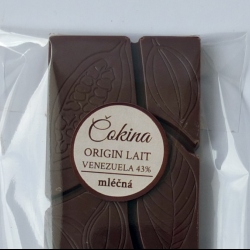 Čokina
ORIGIN LAIT
VENEZUELA 43%
mléčná